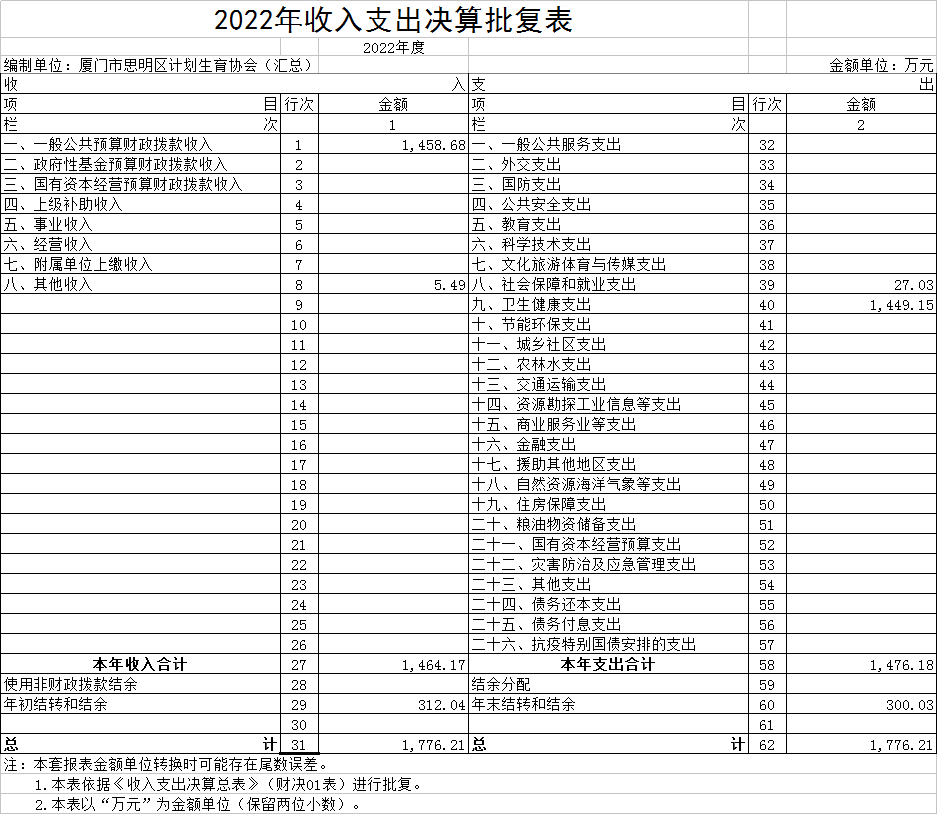 2022年收入支出决算批复表
2022年度
编制单位：厦门市思明区计划生育协会（汇总） 金额单位：万元
收 入 支 出
项 目 行次 金额 项 目 行次 金额
栏 次 1 栏 次 2
一、一般公共预算财政拨款收入 1 1,458.68 一、一般公共服务支出 32
二、政府性基金预算财政拨款收入 2 二、外交支出 33
三、国有资本经营预算财政拨款收入 3 三、国防支出 34
四、上级补助收入 4 四、公共安全支出 35
五、事业收入 5 五、教育支出 36
六、经营收入 6 六、科学技术支出 37
七、附属单位上缴收入 7 七、文化旅游体育与传媒支出 38
八、其他收入 8 5.49 八、社会保障和就业支出 39 27.03
9 九、卫生健康支出 40 1,449.15
10 十、节能环保支出 41
11 十一、城乡社区支出 42
12 十二、农林水支出 43
13 十三、交通运输支出 44
14 十四、资源勘探工业信息等支出 45
15 十五、商业服务业等支出 46
16 十六、金融支出 47
17 十七、援助其他地区支出 48
18 十八、自然资源海洋气象等支出 49
19 十九、住房保障支出 50
20 二十、粮油物资储备支出 51
21 二十一、国有资本经营预算支出 52
22 二十二、灾害防治及应急管理支出 53
23 二十三、其他支出 54
24 二十四、债务还本支出 55
25 二十五、债务付息支出 56
26 二十六、抗疫特别国债安排的支出 57
本年收入合计 27 1,464.17 本年支出合计 58 1,476.18
使用非财政拨款结余 28 结余分配 59
年初结转和结余 29 312.04 年末结转和结余 60 300.03
30 61
总 计 31 1,776.21 总 计 62 1,776.21
注：本套报表金额单位转换时可能存在尾数误差。
1.本表依据《收入支出决算总表》（财决01表）进行批复。
2.本表以“万元”为金额单位（保留两位小数）。